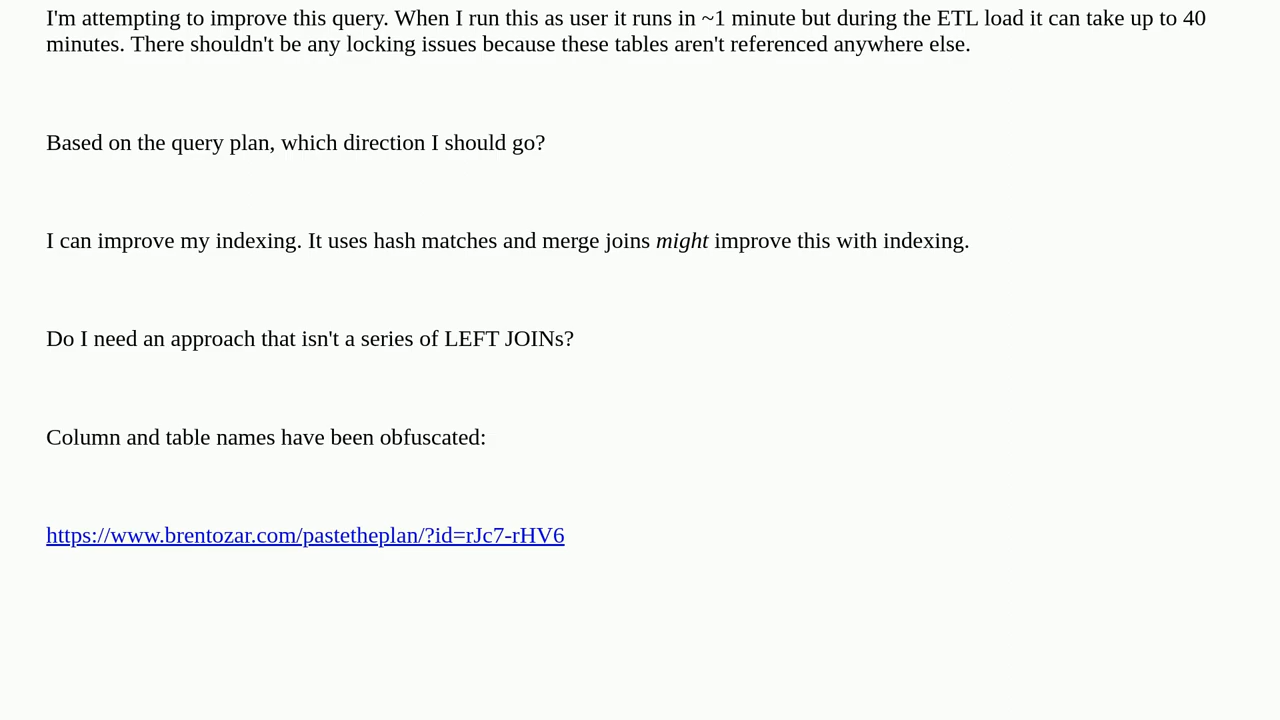 I'm attempting to improve this query. When I run this as user it runs in ~1 minute but during the ETL load it can take up to 40
minutes. There shouldn't be any locking issues because these tables aren't referenced anywhere else.
Based on the query plan, which direction I should go?
I can improve my indexing. It uses hash matches and merge joins might improve this with indexing.
Do I need an approach that isn't a series of LEFT JOINs?
Column and table names have been obfuscated:
https://www.brentozar.com/pastetheplan/?id=rJc7-rHV6